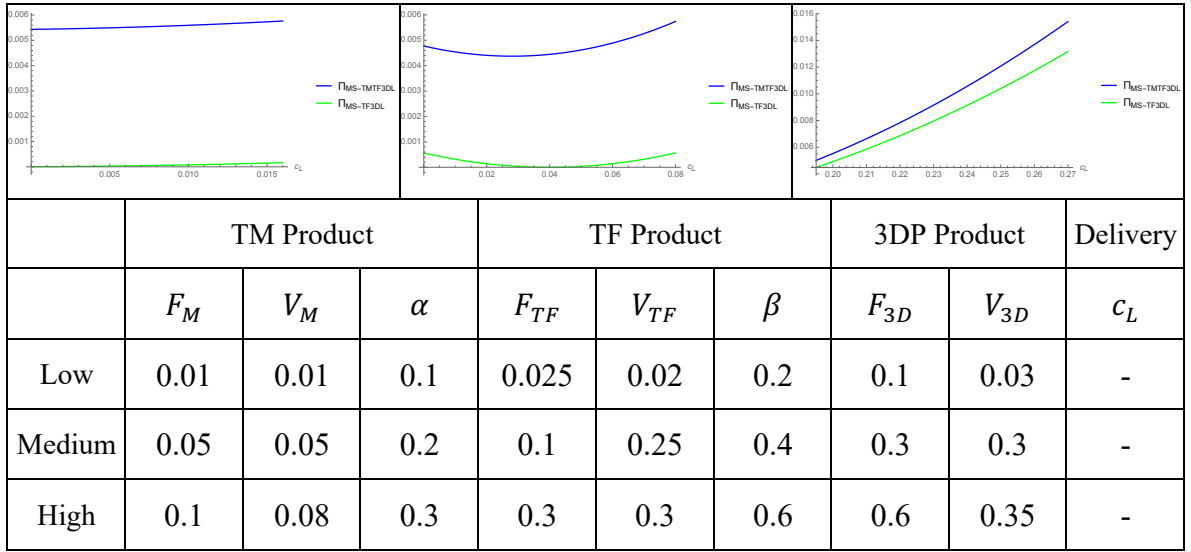 0.006
0.005
0.004
0.003
0.002
0.001
0.005 0.010 0.015
c_L
Π_MS-TMTF3DL
Π_MS-TF3DL
0.006
0.005
0.004
0.003
0.002
0.001
0.02 0.04 0.06 0.08
c_L
Π_MS-TMTF3DL
Π_MS-TF3DL
0.016
0.014
0.012
0.010
0.008
0.006
0.20 0.21 0.22 0.23 0.24 0.25 0.26 0.27
c_L
Π_MS-TMTF3DL
Π_MS-TF3DL
TM Product TF Product 3DP Product Delivery
F_M V_M α F_TF V_TF β F_3D V_3D c_L
Low 0.01 0.01 0.1 0.025 0.02 0.2 0.1 0.03 -
Medium 0.05 0.05 0.2 0.1 0.25 0.4 0.3 0.3 -
High 0.1 0.08 0.3 0.3 0.3 0.6 0.6 0.35 -